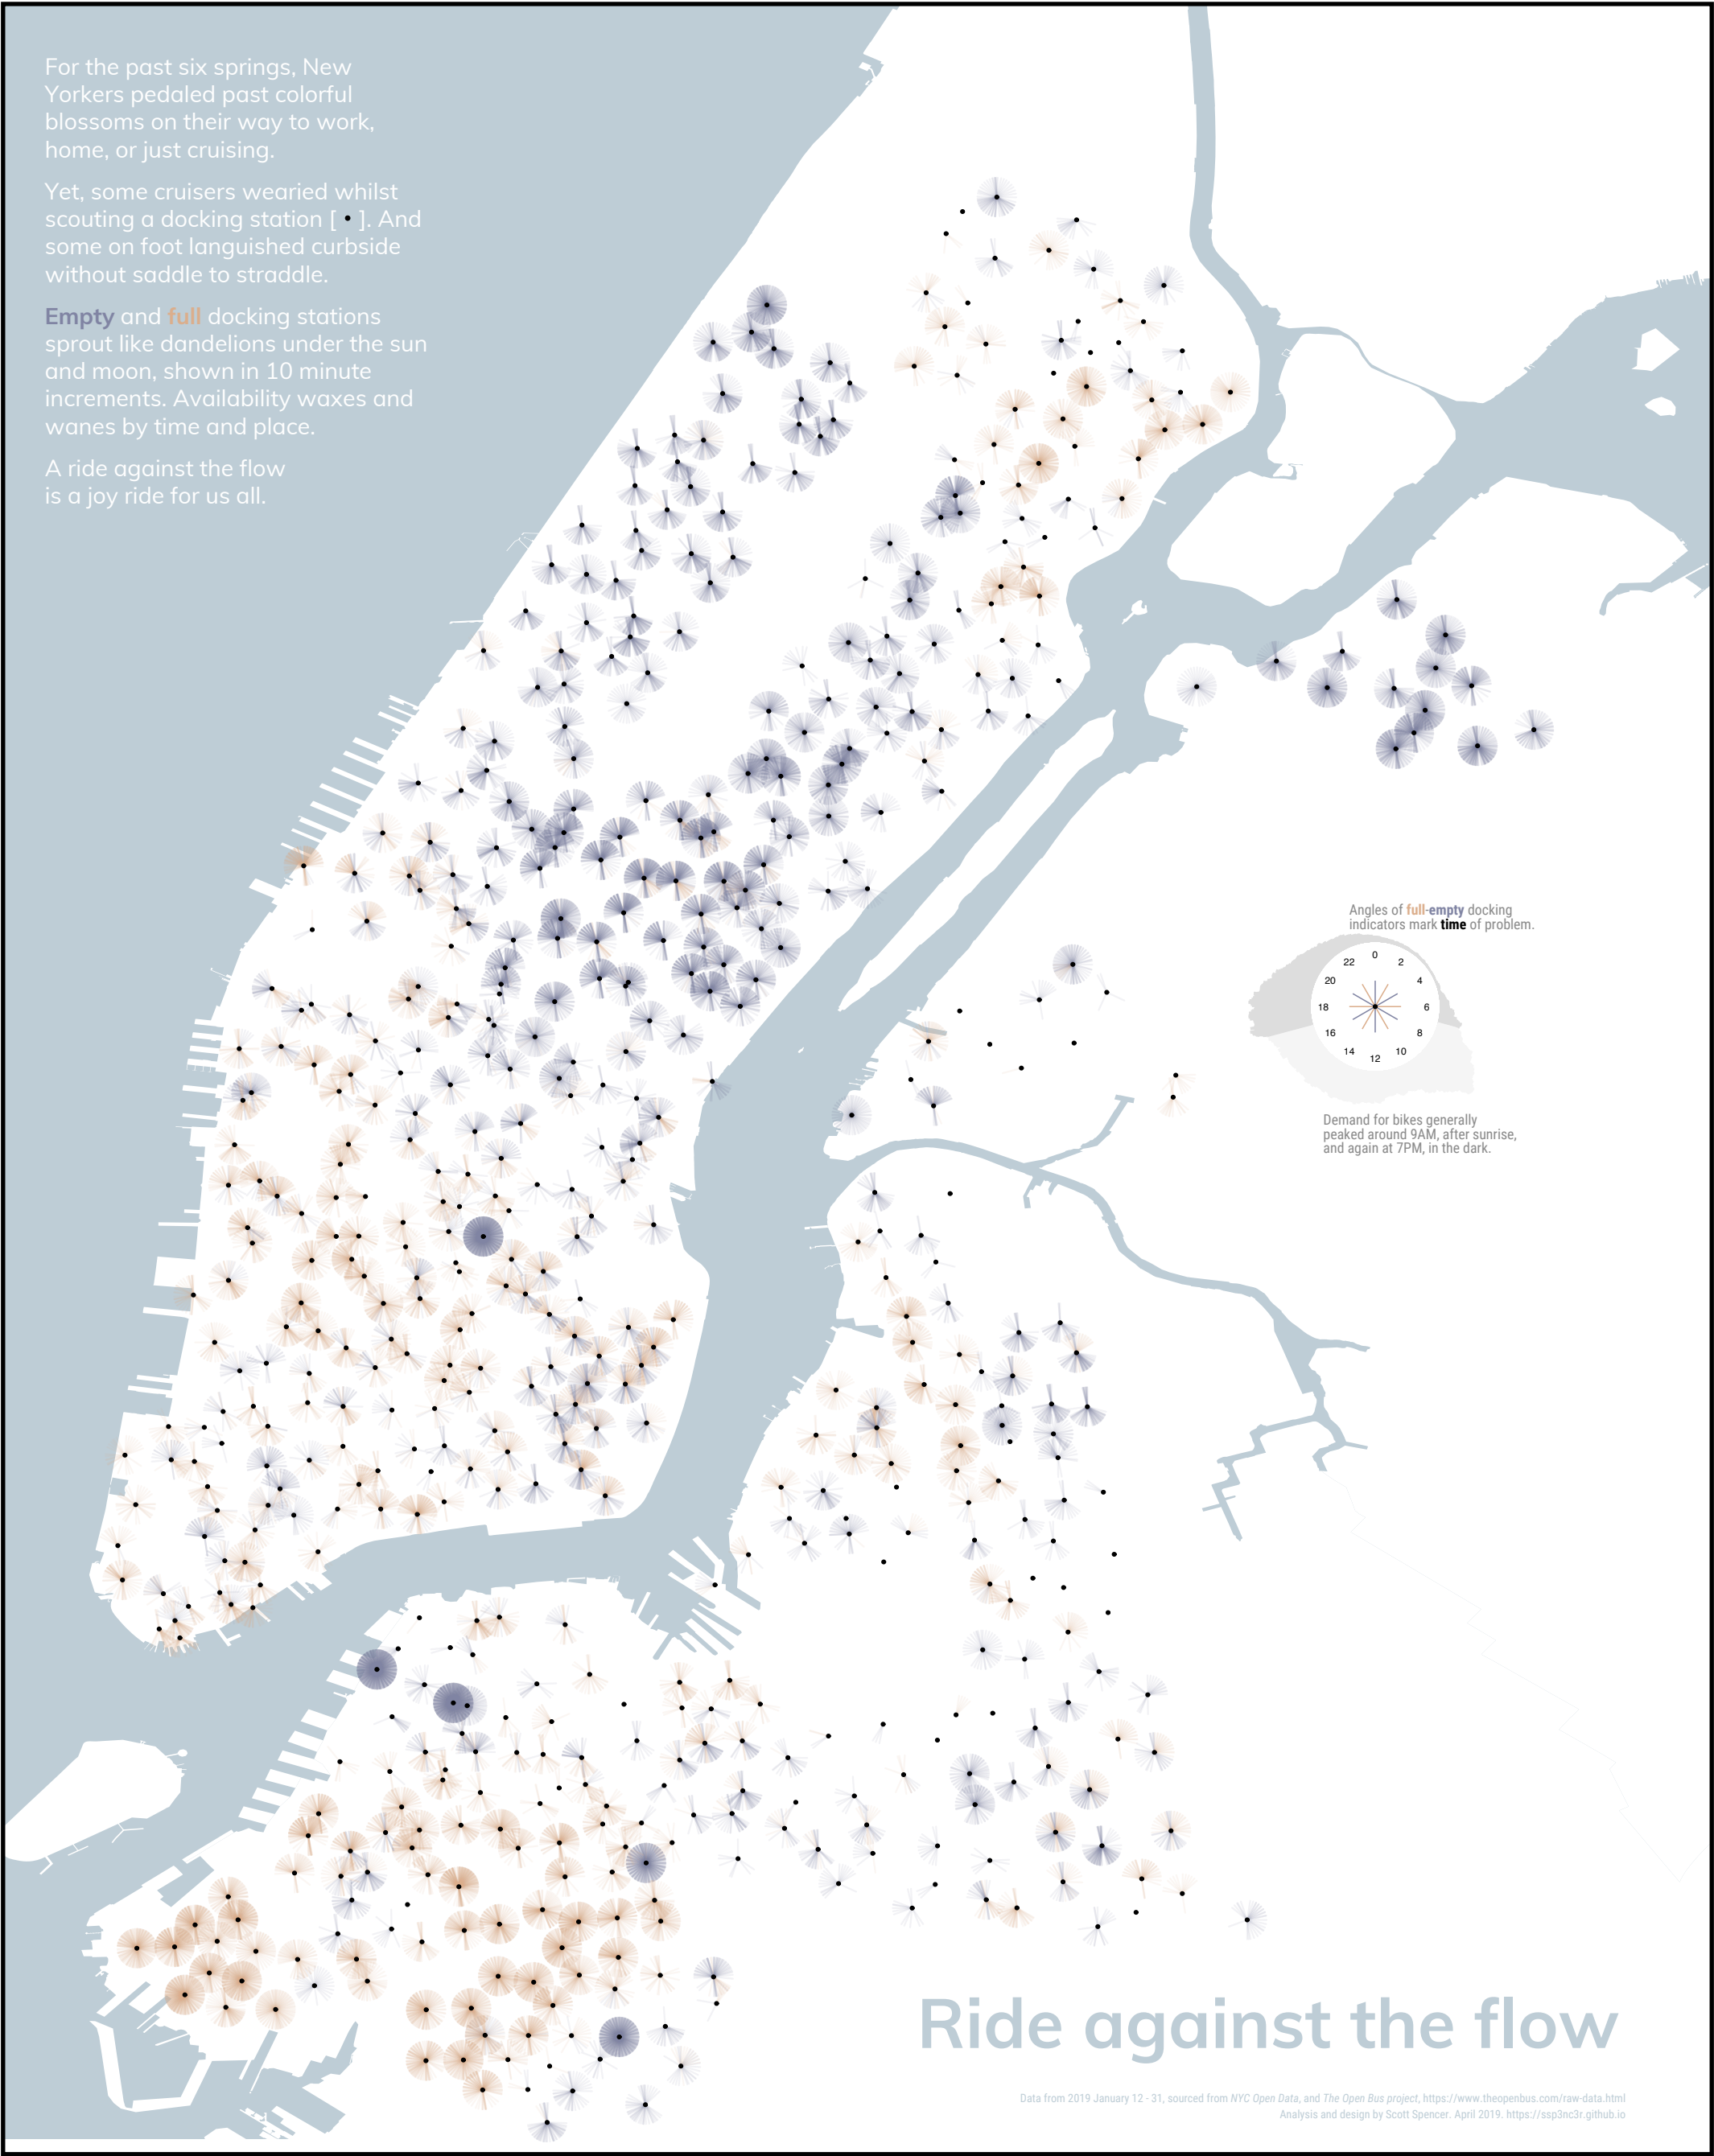 For the past six springs, New
Yorkers pedaled past colorful
blossoms on their way to work,
home, or just cruising.
Yet, some cruisers wearied whilst
scouting a docking station [ • ]. And
some on foot languished curbside
without saddle to straddle.
Empty and full docking stations
sprout like dandelions under the sun
and moon, shown in 10 minute
increments. Availability waxes and
wanes by time and place.
A ride against the flow
is a joy ride for us all.
Angles of full-empty docking
indicators mark time of problem.
0
22 2
20 4
18 6
16 8
14 10
12
Demand for bikes generally
peaked around 9AM, after sunrise,
and again at 7PM, in the dark.
Ride against the flow
Data from 2019 January 12 - 31, sourced from NYC Open Data, and The Open Bus project, https://www.theopenbus.com/raw-data.html
Analysis and design by Scott Spencer. April 2019. https://ssp3nc3r.github.io